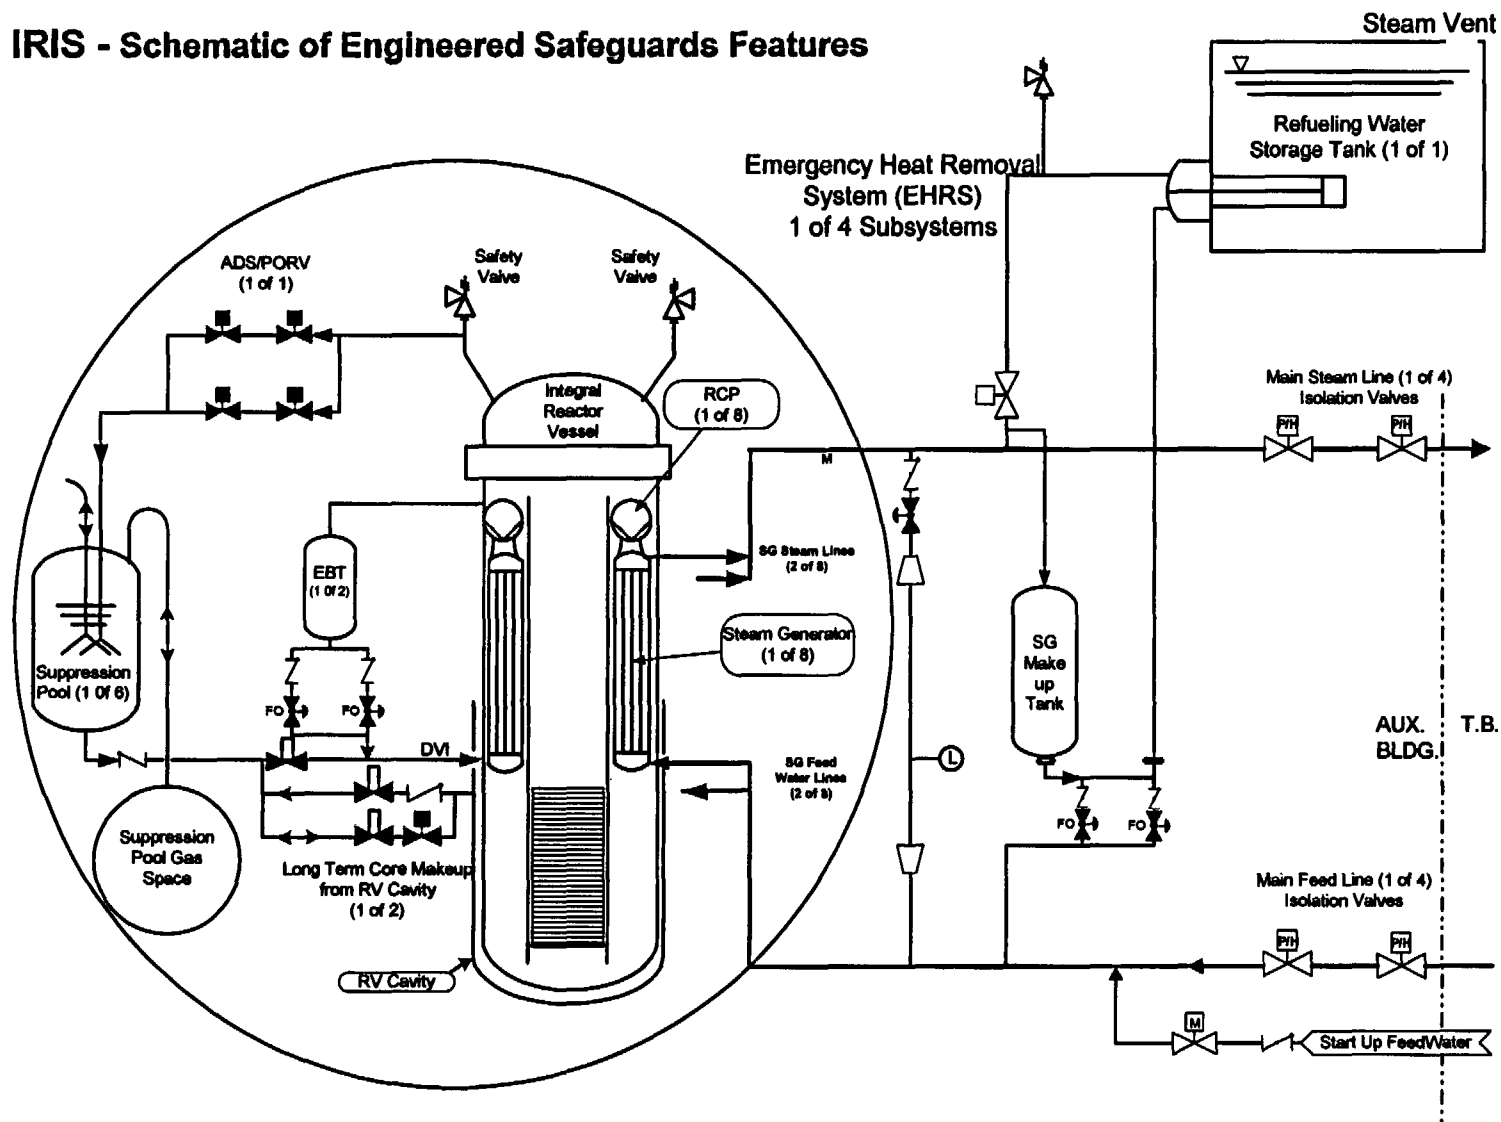 IRIS - Schematic of Engineered Safeguards Features
Steam Vent
Refueling Water
Storage Tank (1 of 1)
Emergency Heat Removal
System (EHRS)
1 of 4 Subsystems
ADS/PORV
(1 of 1)
Safety
Valve
Safety
Valve
Integral
Reactor
Vessel
RCP
(1 of 8)
Main Steam Line (1 of 4)
Isolation Valves
P/H
P/H
M
SG Steam Lines
(2 of 8)
EBT
(1 Of 2)
Steam Generator
(1 of 8)
SG
Make
up
Tank
Suppression
Pool (1 Of 6)
FO
FO
DVI
AUX.
BLDG.
T.B.
L
SG Feed
Water Lines
(2 of 8)
FO
FO
Suppression
Pool Gas
Space
Long Term Core Makeup
from RV Cavity
(1 of 2)
Main Feed Line (1 of 4)
Isolation Valves
P/H
P/H
RV Cavity
M
Start Up FeedWater